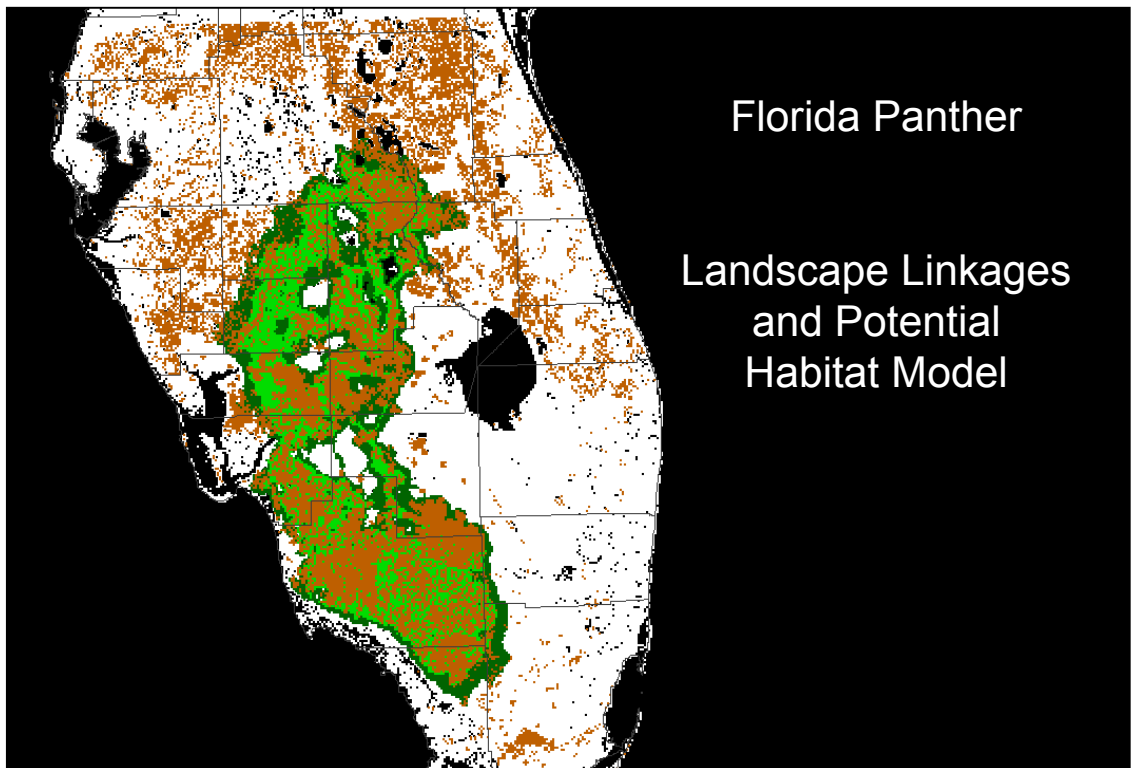 Florida Panther
Landscape Linkages
and Potential
Habitat Model